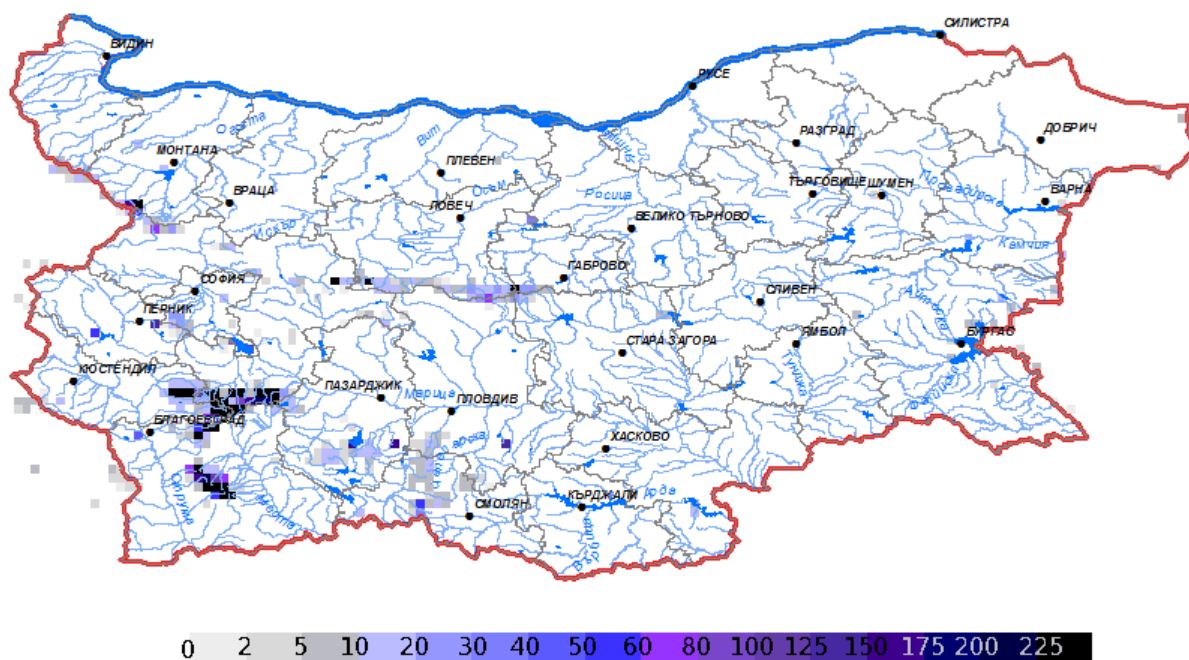 СИЛИСТРА
ВИДИН
РУСЕ
Огоста
Вит
РАЗГРАД
ДОБРИЧ
МОНТАНА
ПЛЕВЕН
ВРАЦА
Осъм
Росица
ТЪРГОВИЩЕ
ШУМЕН
Провадийска
ВАРНА
ЛОВЕЧ
Искър
ВЕЛИКО ТЪРНОВО
Камчия
СОФИЯ
ГАБРОВО
СЛИВЕН
Айтоска
ПЕРНИК
ЯМБОЛ
БУРГАС
СТАРА ЗАГОРА
Тунджа
КЮСТЕНДИЛ
ПАЗАРДЖИК
Марица
ПЛОВДИВ
БЛАГОЕВГРАД
ХАСКОВО
Струма
Места
СМОЛЯН
КЪРДЖАЛИ
0 2 5 10 20 30 40 50 60 80 100 125 150 175 200 225